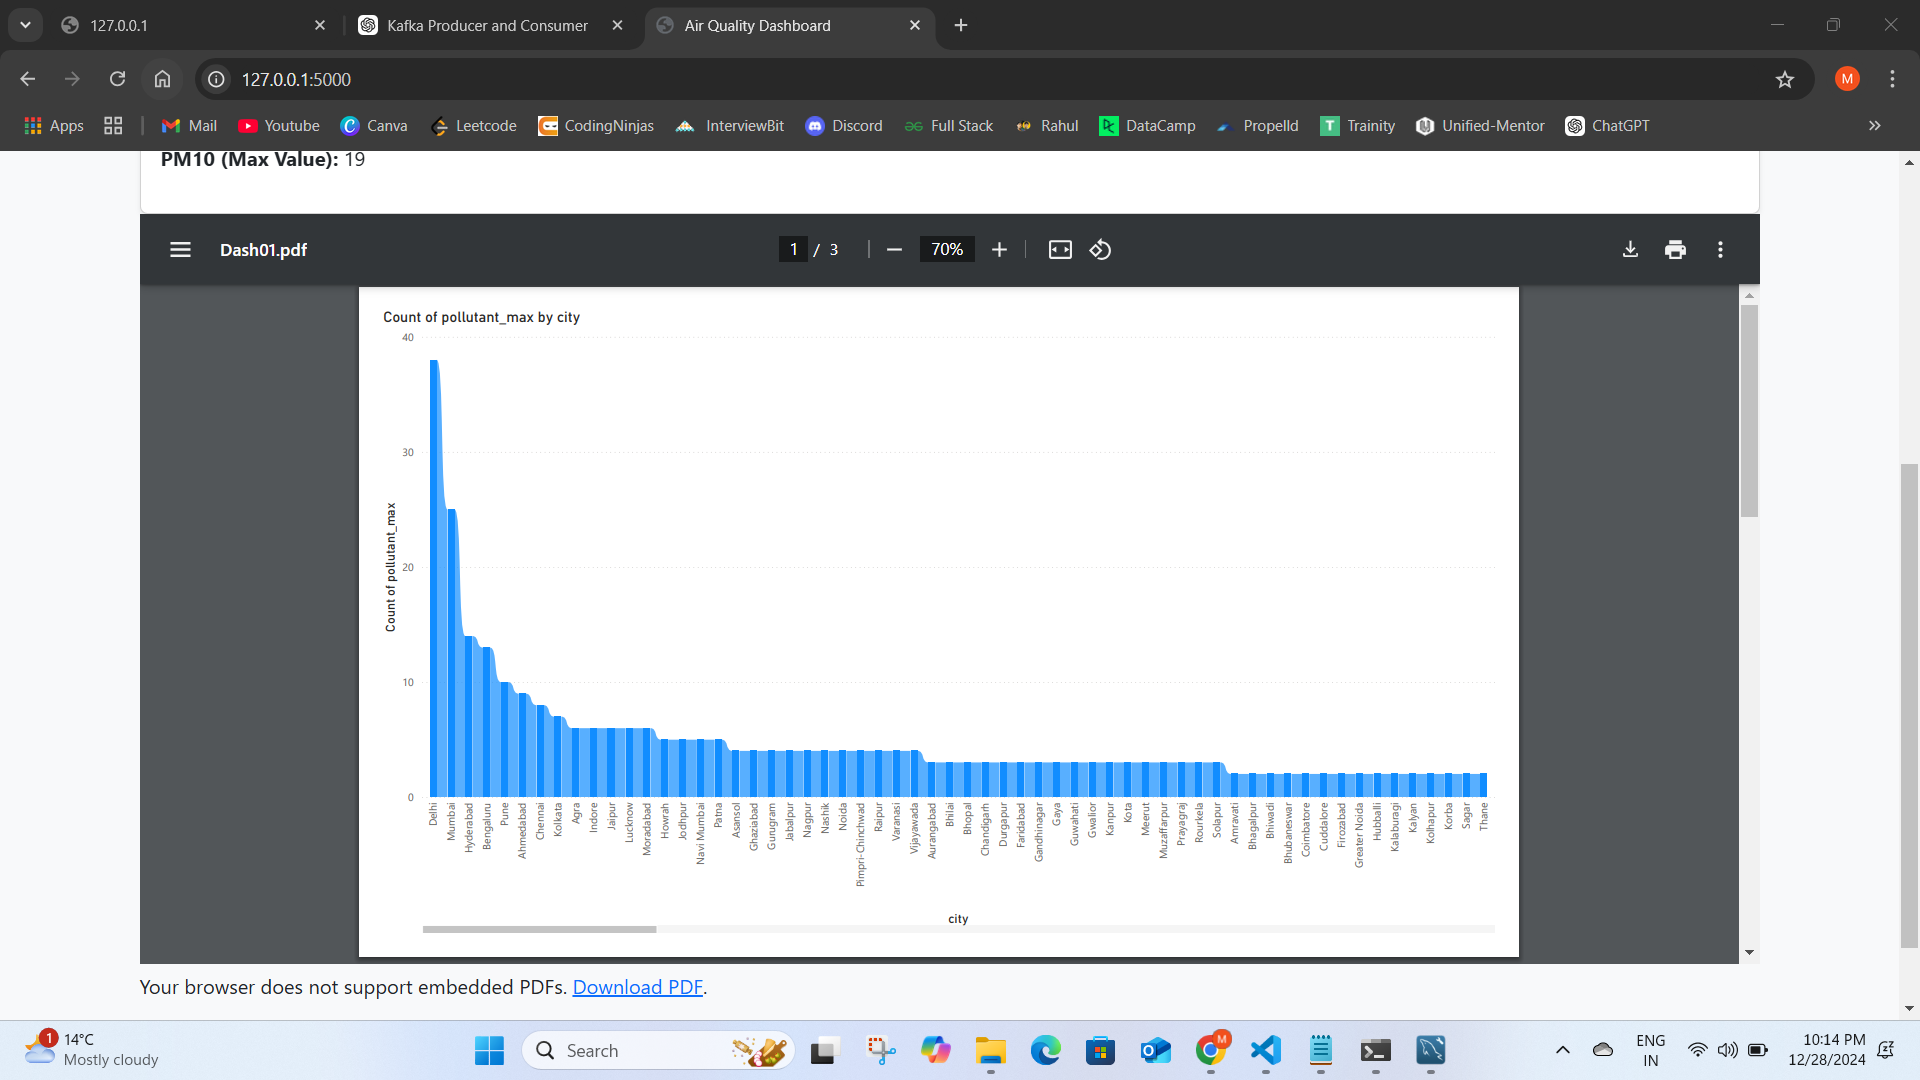 127.0.0.1
Kafka Producer and Consumer
Air Quality Dashboard
127.0.0.1:5000
M
Apps
Mail
Youtube
Canva
Leetcode
CodingNinjas
InterviewBit
Discord
Full Stack
Rahul
DataCamp
Propelld
Trainity
Unified-Mentor
ChatGPT
PM10 (Max Value): 19
Dash01.pdf
1 / 3
70%
Count of pollutant_max by city
40
30
20
10
0
Count of pollutant_max
Delhi
Mumbai
Hyderabad
Bengaluru
Pune
Ahmedabad
Chennai
Kolkata
Agra
Indore
Jaipur
Lucknow
Moradabad
Howrah
Jodhpur
Navi Mumbai
Patna
Asansol
Ghaziabad
Gurugram
Jabalpur
Nagpur
Nashik
Noida
Pimpri-Chinchwad
Raipur
Varanasi
Vijayawada
Aurangabad
Bhilai
Bhopal
Chandigarh
Durgapur
Faridabad
Gandhinagar
Gaya
Guwahati
Gwalior
Kanpur
Kota
Meerut
Muzaffarpur
Prayagraj
Rourkela
Solapur
Amravati
Bhagalpur
Bhiwadi
Bhubaneswar
Coimbatore
Cuddalore
Firozabad
Greater Noida
Hubballi
Kalaburagi
Kalyan
Kolhapur
Korba
Sagar
Thane
city
Your browser does not support embedded PDFs. Download PDF.
1
14°C
Mostly cloudy
Search
M
ENG
IN
10:14 PM
12/28/2024